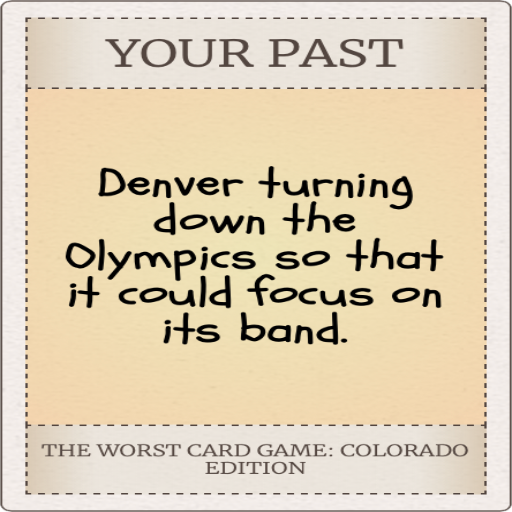 YOUR PAST
Denver turning
down the
Olympics so that
it could focus on
its band.
THE WORST CARD GAME: COLORADO
EDITION